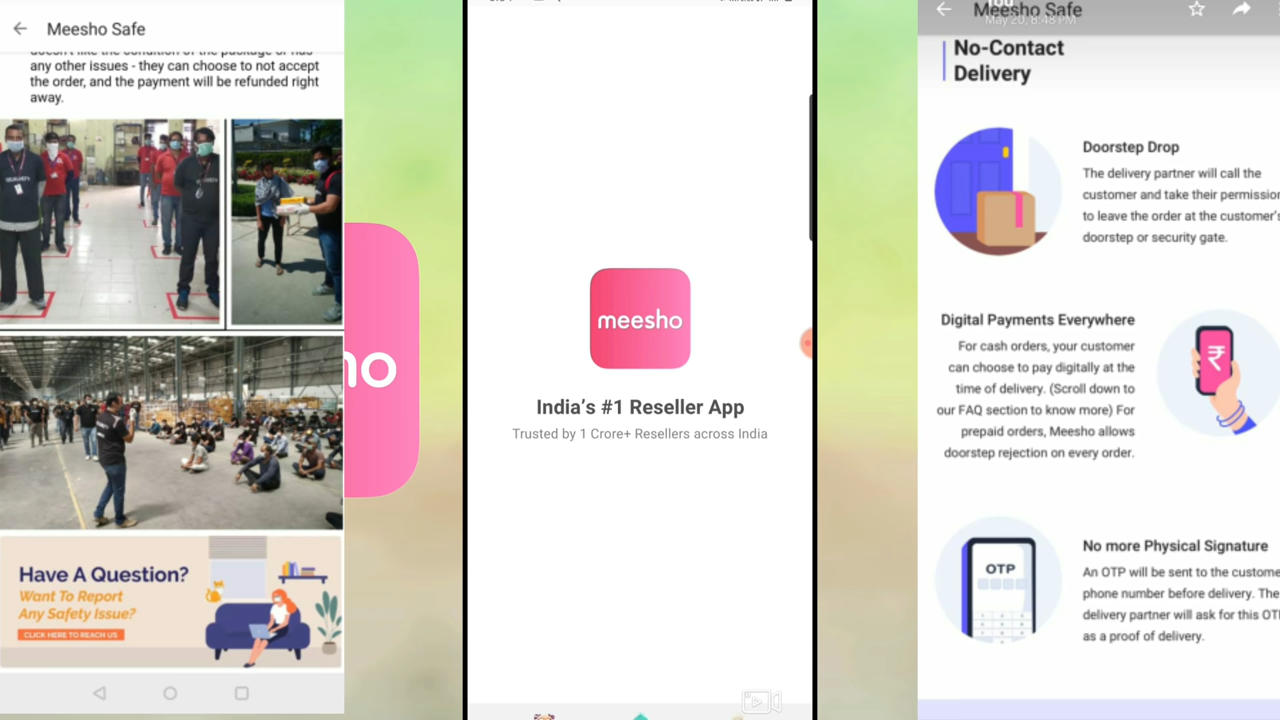 Meesho Safe
doesn't like the condition of the package or has
any other issues - they can choose to not accept
the order, and the payment will be refunded right
away.
Have A Question?
Want To Report
Any Safety Issue?
CLICK HERE TO REACH US
ho
meesho
India's #1 Reseller App
Trusted by 1 Crore+ Resellers across India
Meesho Safe
You
May 20, 8:48 PM
No-Contact
Delivery
Doorstep Drop
The delivery partner will call the
customer and take their permission
to leave the order at the customer's
doorstep or security gate.
Digital Payments Everywhere
For cash orders, your customer
can choose to pay digitally at the
time of delivery. (Scroll down to
our FAQ section to know more) For
prepaid orders, Meesho allows
doorstep rejection on every order.
₹
OTP
No more Physical Signature
An OTP will be sent to the custome
phone number before delivery. The
delivery partner will ask for this OT
as a proof of delivery.